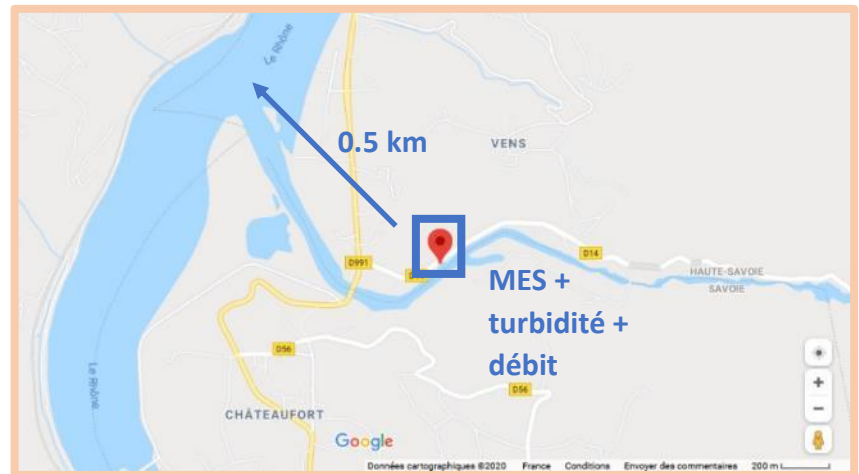 Le Rhône
0.5 km
VENS
D991
D14
MES +
turbidité +
débit
HAUTE-SAVOIE
SAVOIE
D56
D56
Le Rhône
CHÂTEAUFORT
Google
Données cartographiques ©2020 France Conditions Envoyer des commentaires 200 m